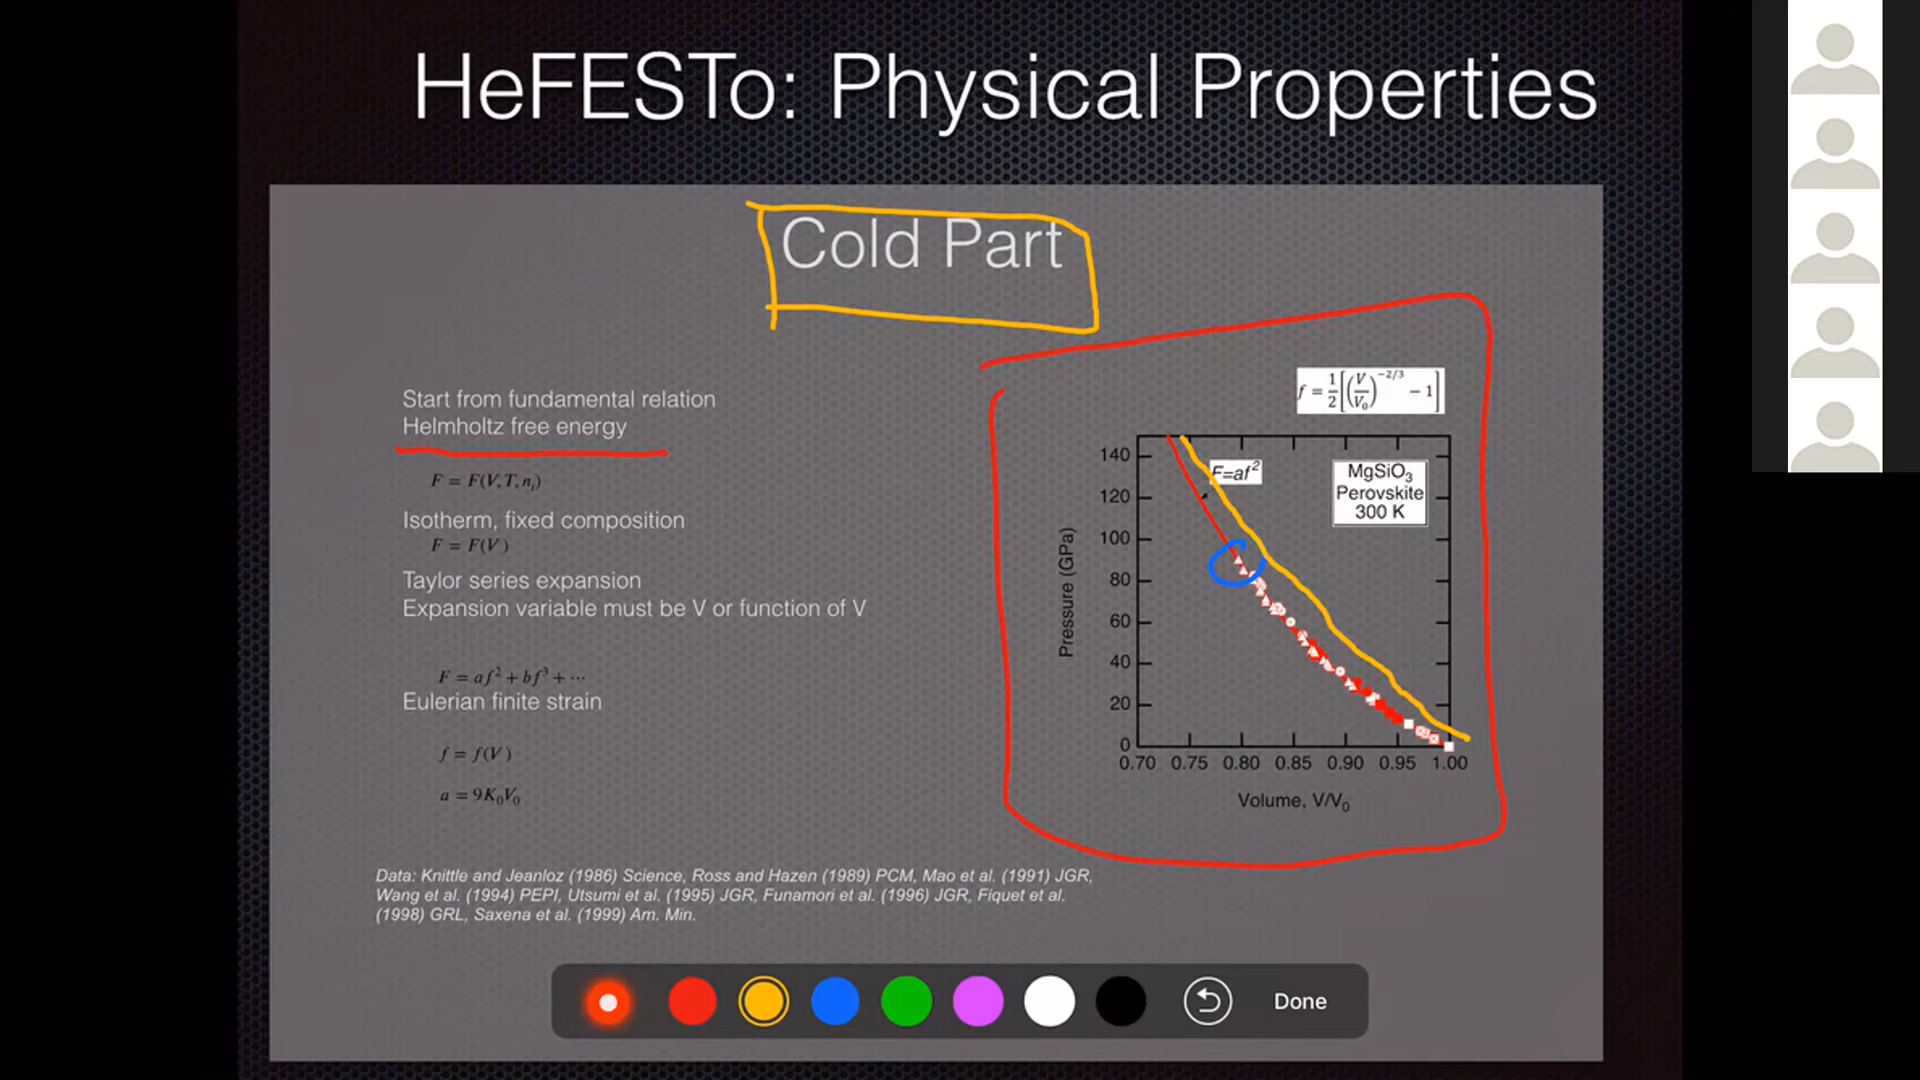 HeFESTo: Physical Properties
Cold Part
Start from fundamental relation
Helmholtz free energy
F = F(V,T,nᵢ)
Isotherm, fixed composition
F = F(V)
Taylor series expansion
Expansion variable must be V or function of V
F = af² + bf³ + ⋯
Eulerian finite strain
f = f(V)
a = 9K₀V₀
f = 1/2[(V/V₀)^−2/3 − 1]
F=af²
MgSiO₃
Perovskite
300 K
Pressure (GPa)
140
120
100
80
60
40
20
0
0.70 0.75 0.80 0.85 0.90 0.95 1.00
Volume, V/V₀
Data: Knittle and Jeanloz (1986) Science, Ross and Hazen (1989) PCM, Mao et al. (1991) JGR,
Wang et al. (1994) PEPI, Utsumi et al. (1995) JGR, Funamori et al. (1996) JGR, Fiquet et al.
(1998) GRL, Saxena et al. (1999) Am. Min.
Done